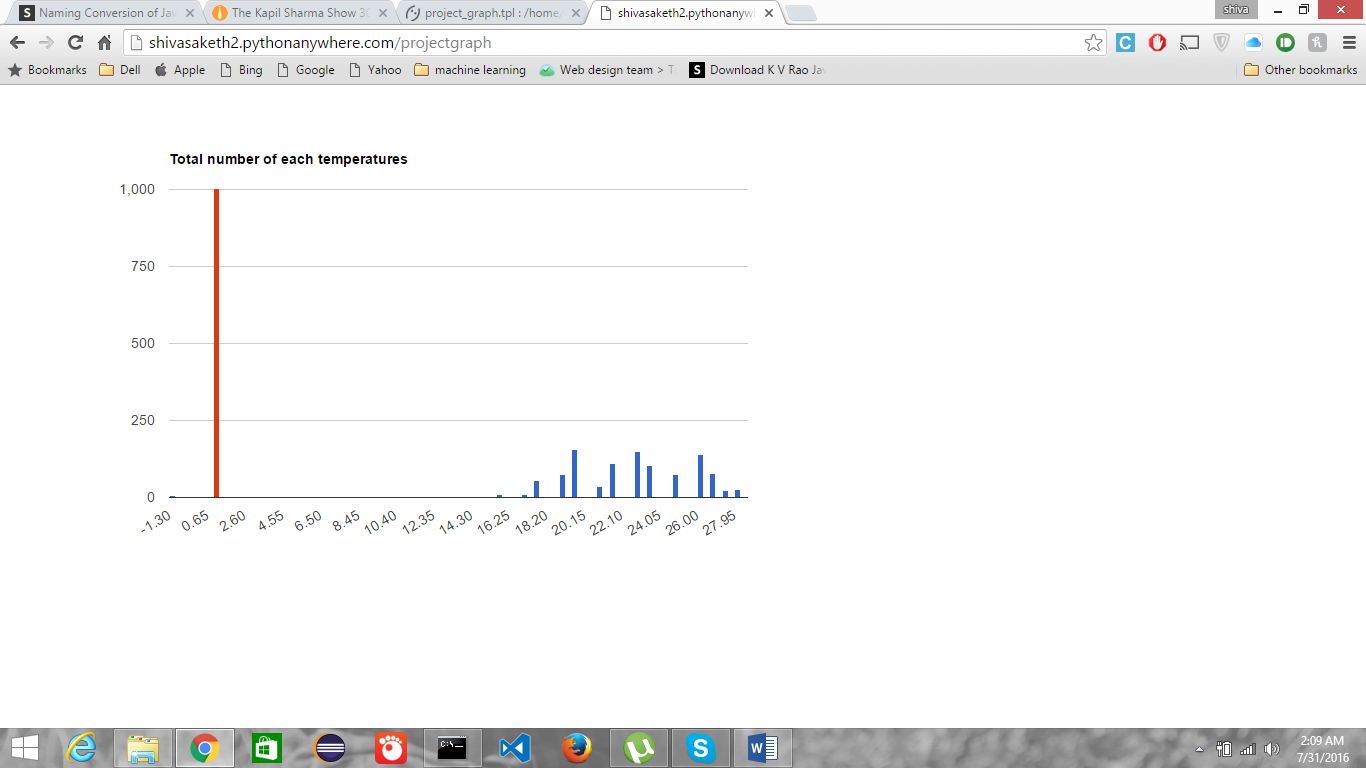 Naming Conversion of Ja
The Kapil Sharma Show 30
project_graph.tpl : /home
shivasaketh2.pythonanyw
shiva
shivasaketh2.pythonanywhere.com/projectgraph
Bookmarks Dell Apple Bing Google Yahoo machine learning Web design team > T Download K V Rao Ja Other bookmarks
Total number of each temperatures
1,000
750
500
250
0
-1.30 0.65 2.60 4.55 6.50 8.45 10.40 12.35 14.30 16.25 18.20 20.15 22.10 24.05 26.00 27.95
2:09 AM
7/31/2016